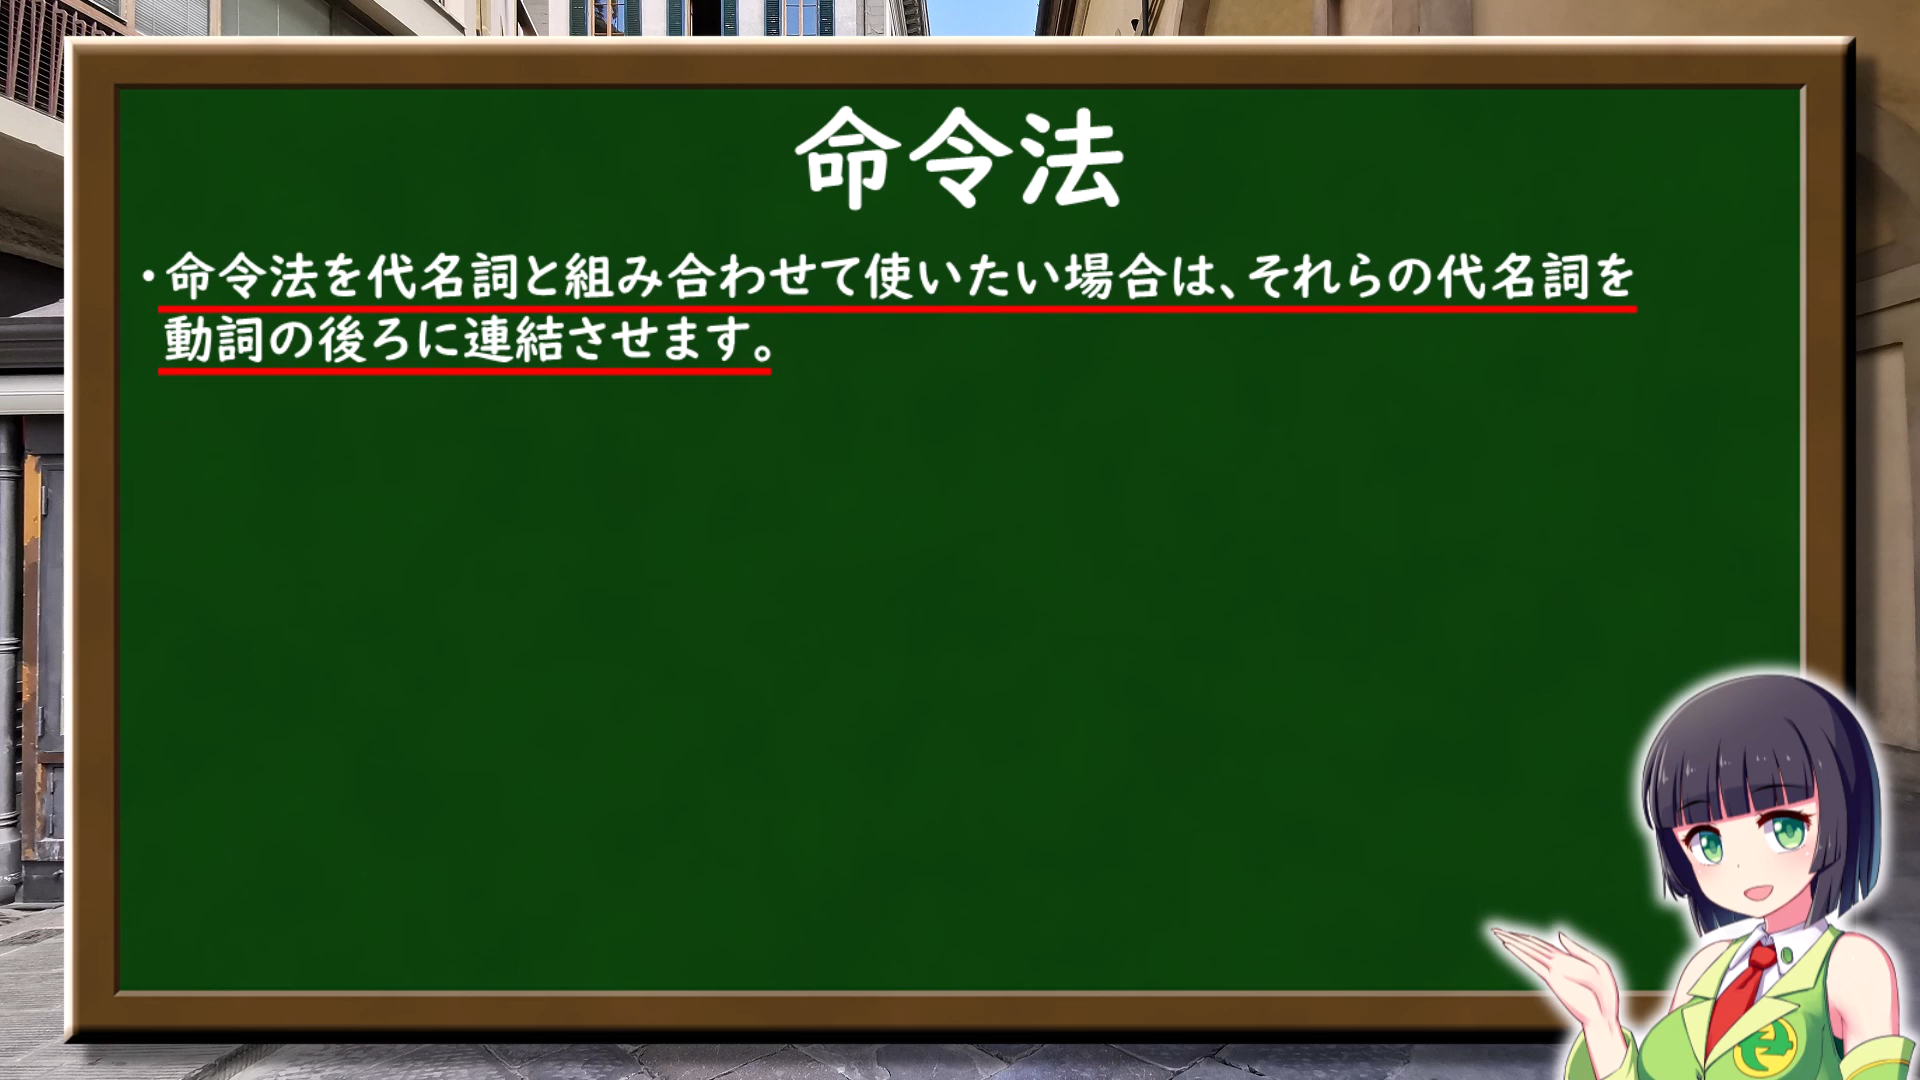 命令法
・命令法を代名詞と組み合わせて使いたい場合は、それらの代名詞を
動詞の後ろに連結させます。